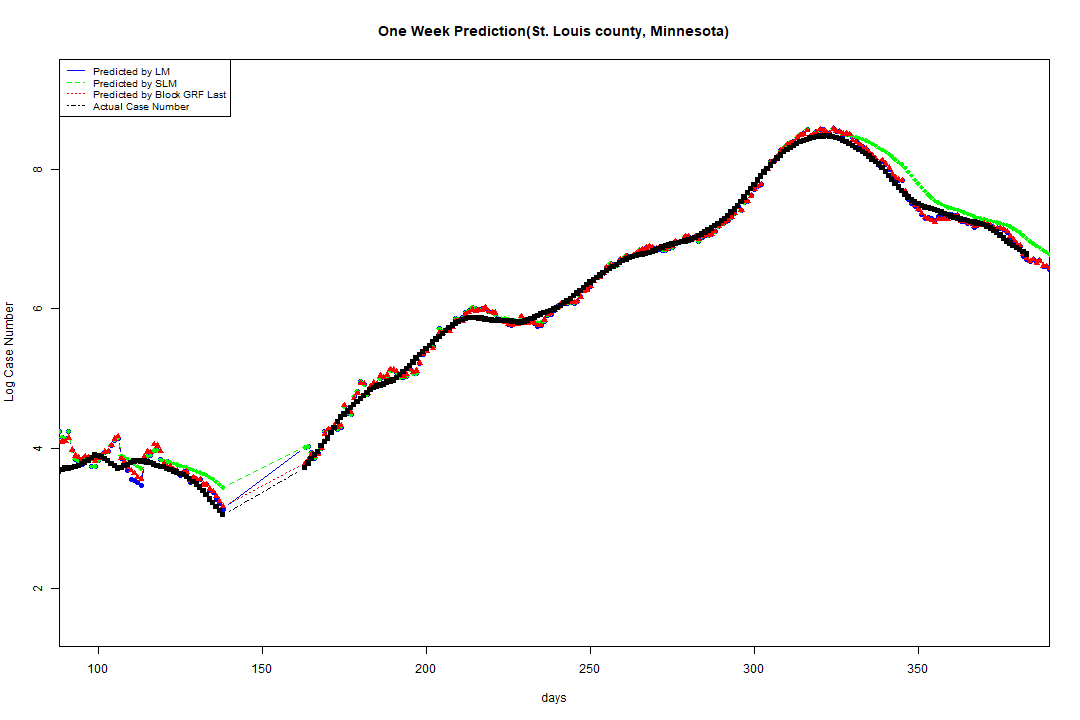 One Week Prediction(St. Louis county, Minnesota)
Predicted by LM
Predicted by SLM
Predicted by Block GRF Last
Actual Case Number
8
6
4
2
Log Case Number
100 150 200 250 300 350
days